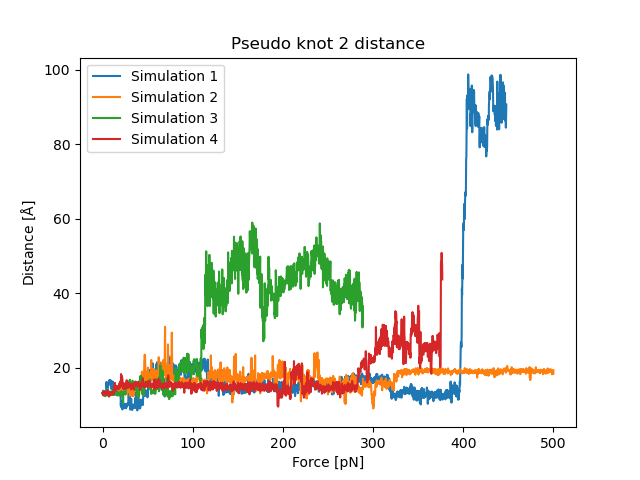 Pseudo knot 2 distance
Simulation 1
Simulation 2
Simulation 3
Simulation 4
100
80
60
40
20
Distance [Å]
0 100 200 300 400 500
Force [pN]